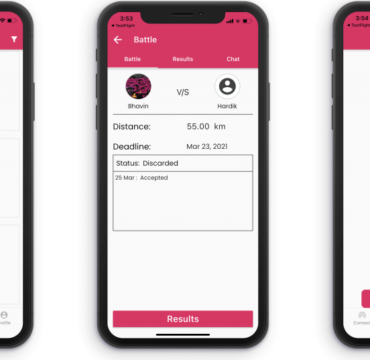 3:53
TestFlight
Battle
Battle Results Chat
V/S
Bhavin Hardik
Distance: 55.00 km
Deadline: Mar 23, 2021
Status: Discarded
25 Mar : Accepted
Results
3:54
TestFlight